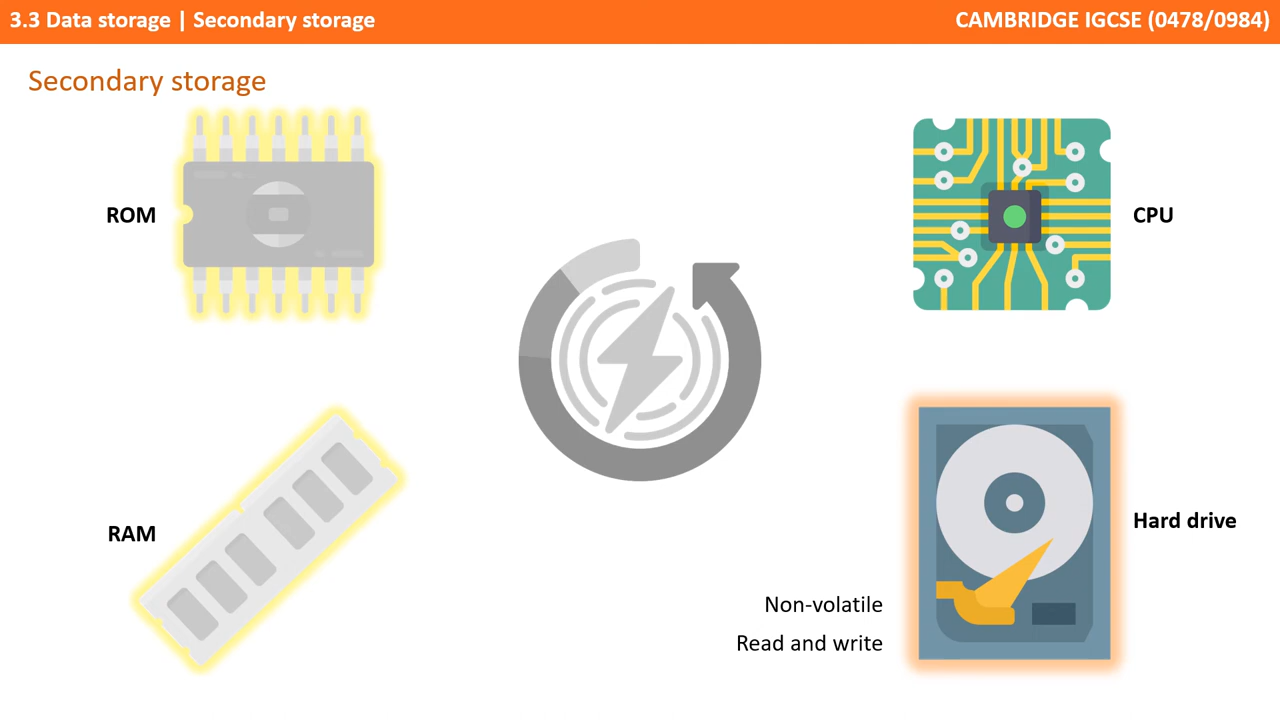 3.3 Data storage | Secondary storage
CAMBRIDGE IGCSE (0478/0984)
Secondary storage
ROM
CPU
RAM
Hard drive
Non-volatile
Read and write